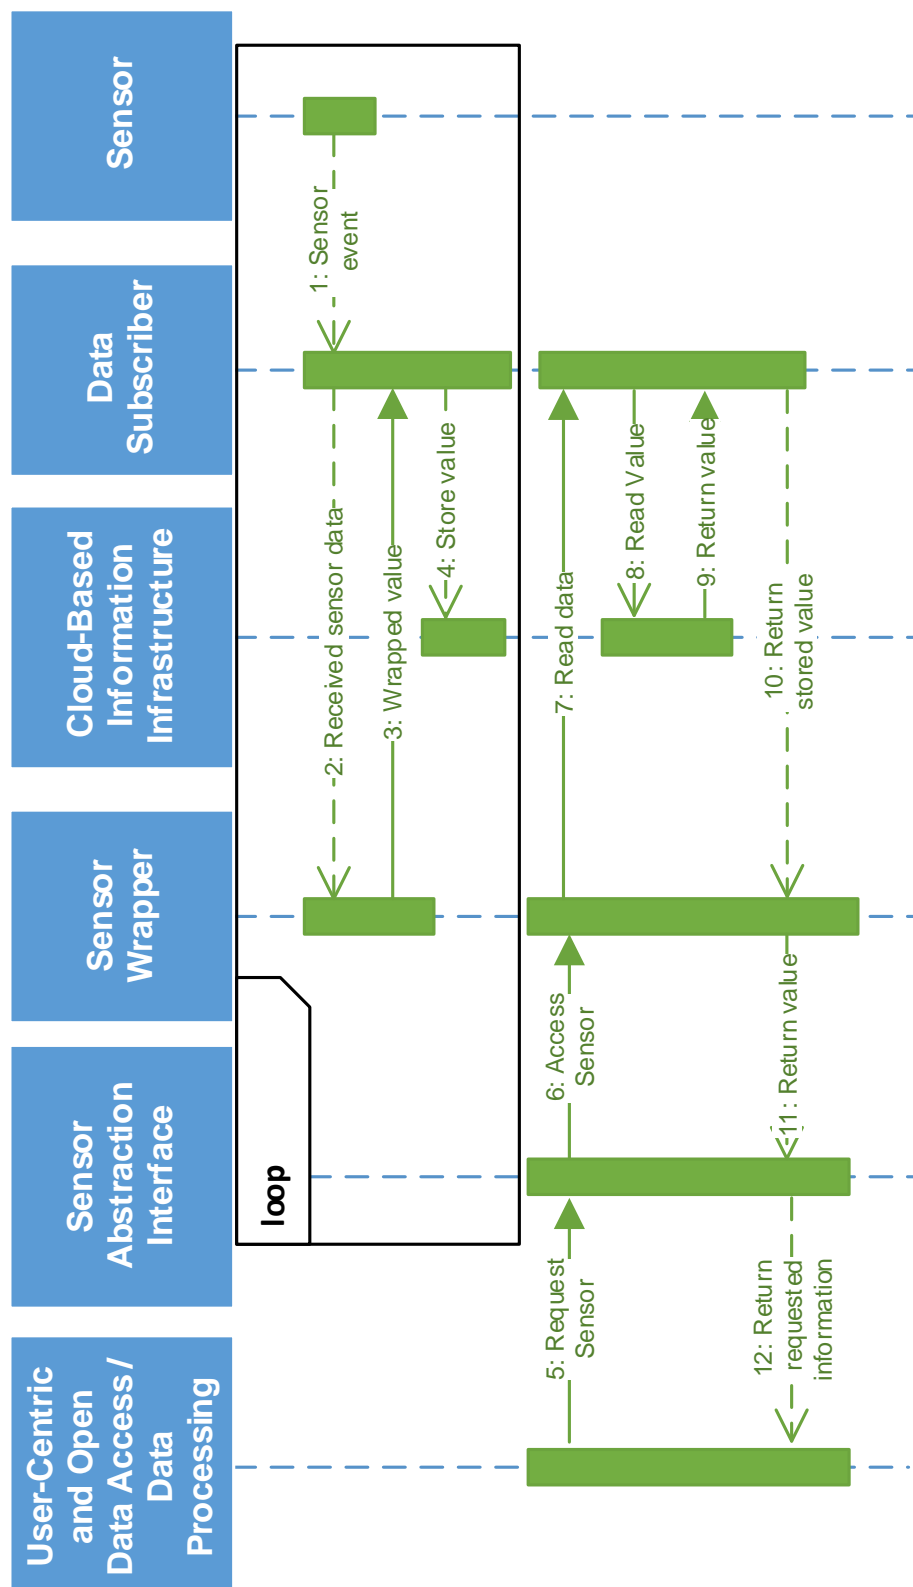 User-Centric
and Open
Data Access/
Data
Processing
Sensor
Abstraction
Interface
Sensor
Wrapper
Cloud-Based
Information
Infrastructure
Data
Subscriber
Sensor
loop
1: Sensor
event
2: Received sensor data
3: Wrapped value
4: Store value
5: Request
Sensor
6: Access
Sensor
7: Read data
8: Read Value
9: Return value
10: Return
stored value
11: Return value
12: Return
requested
information